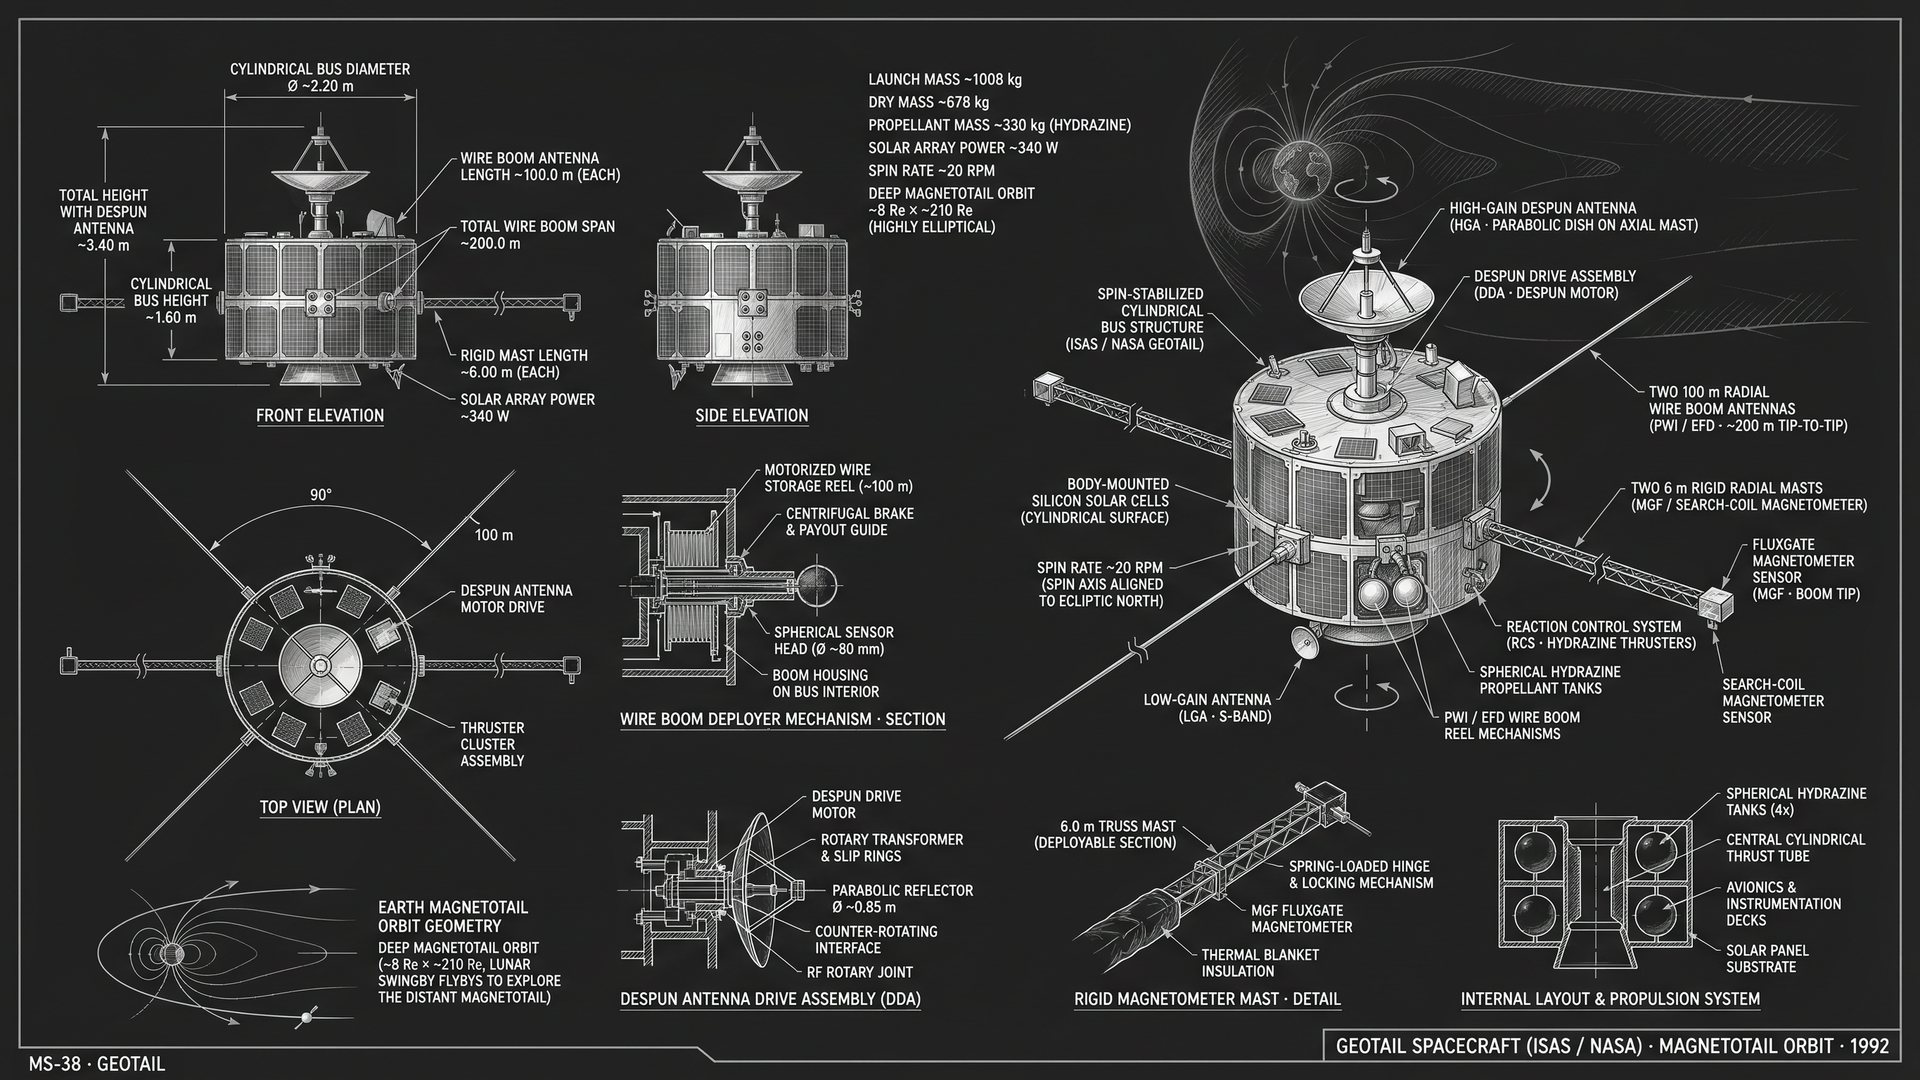 CYLINDRICAL BUS DIAMETER
Ø ~2.20 m
TOTAL HEIGHT
WITH DESPUN
ANTENNA
~3.40 m
CYLINDRICAL
BUS HEIGHT
~1.60 m
WIRE BOOM ANTENNA
LENGTH ~100.0 m (EACH)
TOTAL WIRE BOOM SPAN
~200.0 m
RIGID MAST LENGTH
~6.00 m (EACH)
SOLAR ARRAY POWER
~340 W
FRONT ELEVATION
SIDE ELEVATION
LAUNCH MASS ~1008 kg
DRY MASS ~678 kg
PROPELLANT MASS ~330 kg (HYDRAZINE)
SOLAR ARRAY POWER ~340 W
SPIN RATE ~20 RPM
DEEP MAGNETOTAIL ORBIT
~8 Re × ~210 Re
(HIGHLY ELLIPTICAL)
HIGH-GAIN DESPUN ANTENNA
(HGA · PARABOLIC DISH ON AXIAL MAST)
DESPUN DRIVE ASSEMBLY
(DDA · DESPUN MOTOR)
SPIN-STABILIZED
CYLINDRICAL
BUS STRUCTURE
(ISAS / NASA GEOTAIL)
TWO 100 m RADIAL
WIRE BOOM ANTENNAS
(PWI / EFD · ~200 m TIP-TO-TIP)
BODY-MOUNTED
SILICON SOLAR CELLS
(CYLINDRICAL SURFACE)
TWO 6 m RIGID RADIAL MASTS
(MGF / SEARCH-COIL MAGNETOMETER)
SPIN RATE ~20 RPM
(SPIN AXIS ALIGNED
TO ECLIPTIC NORTH)
FLUXGATE
MAGNETOMETER
SENSOR
(MGF · BOOM TIP)
REACTION CONTROL SYSTEM
(RCS · HYDRAZINE THRUSTERS)
SPHERICAL HYDRAZINE
PROPELLANT TANKS
SEARCH-COIL
MAGNETOMETER
SENSOR
LOW-GAIN ANTENNA
(LGA · S-BAND)
PWI / EFD WIRE BOOM
REEL MECHANISMS
90°
100 m
DESPUN ANTENNA
MOTOR DRIVE
THRUSTER
CLUSTER
ASSEMBLY
TOP VIEW (PLAN)
MOTORIZED WIRE
STORAGE REEL (~100 m)
CENTRIFUGAL BRAKE
& PAYOUT GUIDE
SPHERICAL SENSOR
HEAD (Ø ~80 mm)
BOOM HOUSING
ON BUS INTERIOR
WIRE BOOM DEPLOYER MECHANISM · SECTION
EARTH MAGNETOTAIL
ORBIT GEOMETRY
DEEP MAGNETOTAIL ORBIT
(~8 Re × ~210 Re, LUNAR
SWINGBY FLYBYS TO EXPLORE
THE DISTANT MAGNETOTAIL)
DESPUN DRIVE
MOTOR
ROTARY TRANSFORMER
& SLIP RINGS
PARABOLIC REFLECTOR
Ø ~0.85 m
COUNTER-ROTATING
INTERFACE
RF ROTARY JOINT
DESPUN ANTENNA DRIVE ASSEMBLY (DDA)
6.0 m TRUSS MAST
(DEPLOYABLE SECTION)
SPRING-LOADED HINGE
& LOCKING MECHANISM
MGF FLUXGATE
MAGNETOMETER
THERMAL BLANKET
INSULATION
RIGID MAGNETOMETER MAST · DETAIL
SPHERICAL HYDRAZINE
TANKS (4x)
CENTRAL CYLINDRICAL
THRUST TUBE
AVIONICS &
INSTRUMENTATION
DECKS
SOLAR PANEL
SUBSTRATE
INTERNAL LAYOUT & PROPULSION SYSTEM
MS-38 · GEOTAIL
GEOTAIL SPACECRAFT (ISAS / NASA) · MAGNETOTAIL ORBIT · 1992